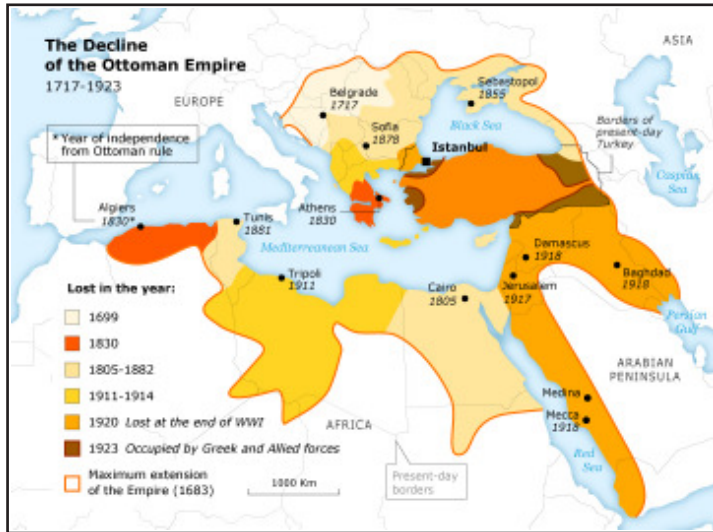 The Decline
of the Ottoman Empire
1717-1923
EUROPE
ASIA
* Year of independence
from Ottoman rule
Belgrade
1717
Sofia
1878
Sebastopol
1855
Black Sea
Istanbul
Borders of
present-day
Turkey
Caspian
Sea
Algiers
1830*
Tunis
1881
Athens
1830
Mediterranean Sea
Tripoli
1911
Cairo
1805
Damascus
1918
Jerusalem
1917
Baghdad
1918
Persian
Gulf
ARABIAN
PENINSULA
Medina
Mecca
1918
Red
Sea
AFRICA
Present-day
borders
Lost in the year:
1699
1830
1805-1882
1911-1914
1920 Lost at the end of WWI
1923 Occupied by Greek and Allied forces
Maximum extension
of the Empire (1683)
1000 Km